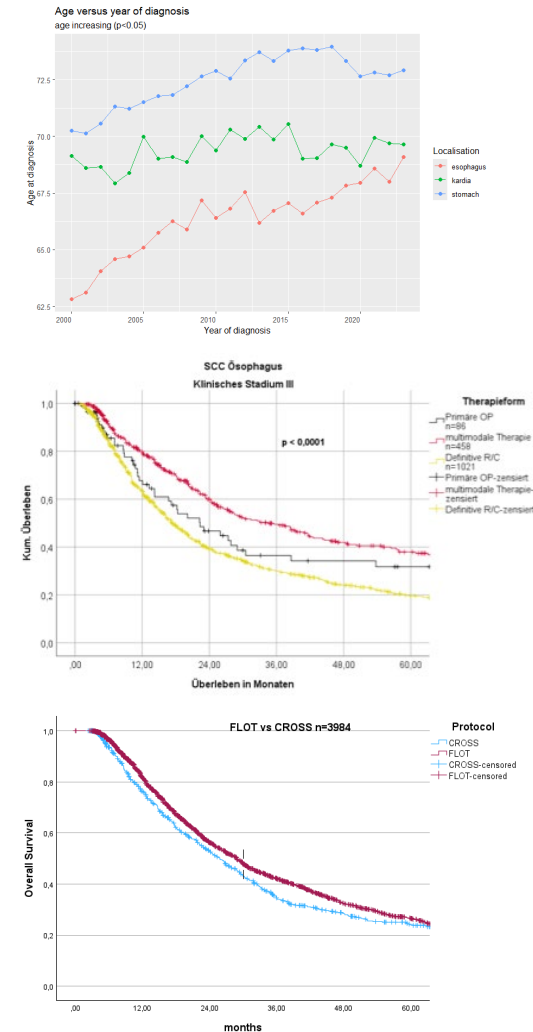 Age versus year of diagnosis
age increasing (p<0.05)
72.5
70.0
67.5
65.0
62.5
Age at diagnosis
2000
2005
2010
2015
2020
Year of diagnosis
Localisation
esophagus
kardia
stomach
SCC Ösophagus
Klinisches Stadium III
1,0
0,8
0,6
0,4
0,2
0,0
Kum. Überleben
p < 0,0001
,00
12,00
24,00
36,00
48,00
60,00
Überleben in Monaten
Therapieform
Primäre OP
n=86
multimodale Therapie
n=458
Definitive R/C
n=1021
Primäre OP-zensiert
multimodale Therapie-
zensiert
Definitive R/C-zensiert
FLOT vs CROSS n=3984
1,0
0,8
0,6
0,4
0,2
0,0
Overall Survival
,00
12,00
24,00
36,00
48,00
60,00
months
Protocol
CROSS
FLOT
CROSS-censored
FLOT-censored